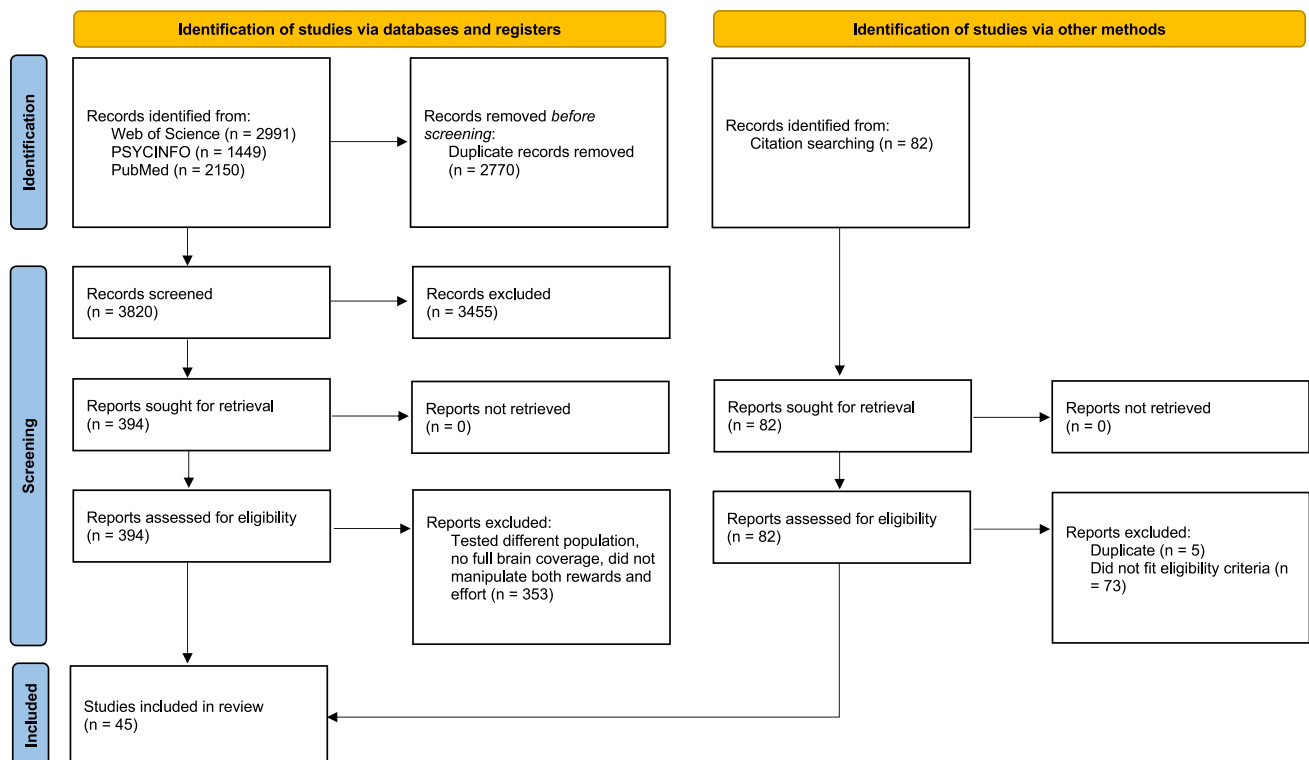 Identification of studies via databases and registers
Identification of studies via other methods
Identification
Records identified from:
Web of Science (n = 2991)
PSYCINFO (n = 1449)
PubMed (n = 2150)
Records removed before
screening:
Duplicate records removed
(n = 2770)
Records identified from:
Citation searching (n = 82)
Screening
Records screened
(n = 3820)
Records excluded
(n = 3455)
Reports sought for retrieval
(n = 394)
Reports not retrieved
(n = 0)
Reports sought for retrieval
(n = 82)
Reports not retrieved
(n = 0)
Reports assessed for eligibility
(n = 394)
Reports excluded:
Tested different population,
no full brain coverage, did not
manipulate both rewards and
effort (n = 353)
Reports assessed for eligibility
(n = 82)
Reports excluded:
Duplicate (n = 5)
Did not fit eligibility criteria (n
= 73)
Included
Studies included in review
(n = 45)